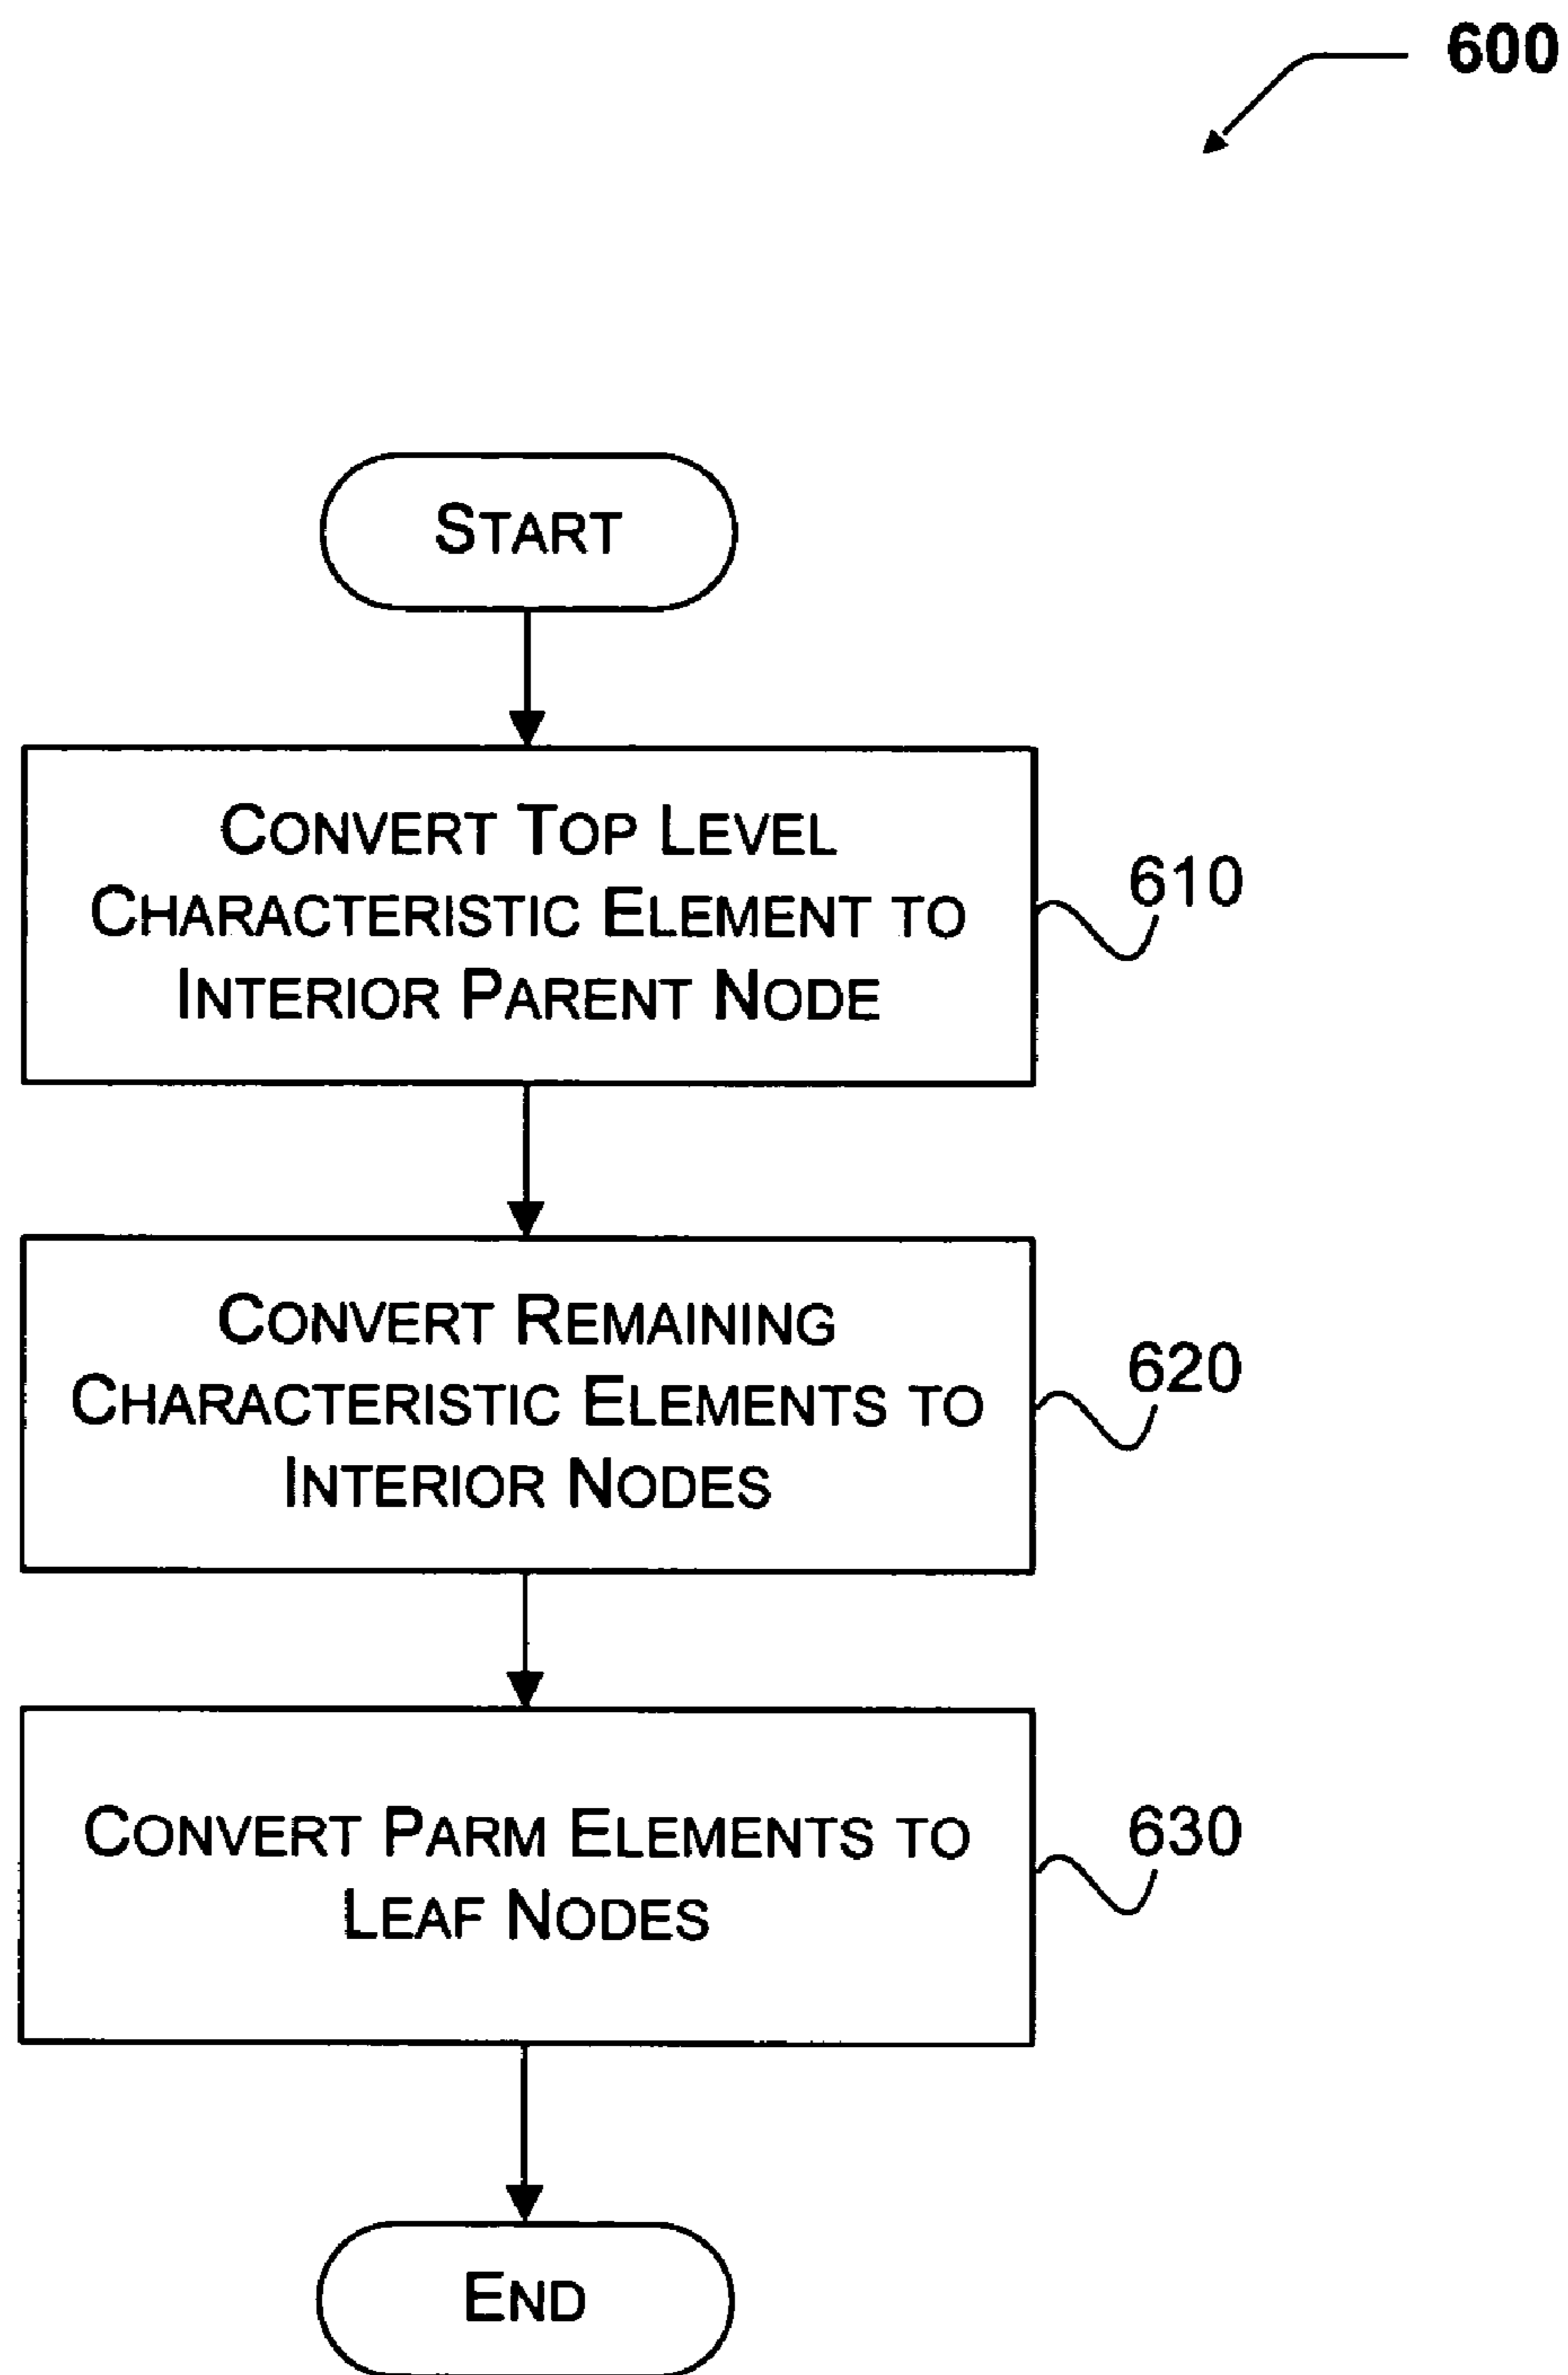 600
START
CONVERT TOP LEVEL
CHARACTERISTIC ELEMENT TO
INTERIOR PARENT NODE
610
CONVERT REMAINING
CHARACTERISTIC ELEMENTS TO
INTERIOR NODES
620
CONVERT PARM ELEMENTS TO
LEAF NODES
630
END